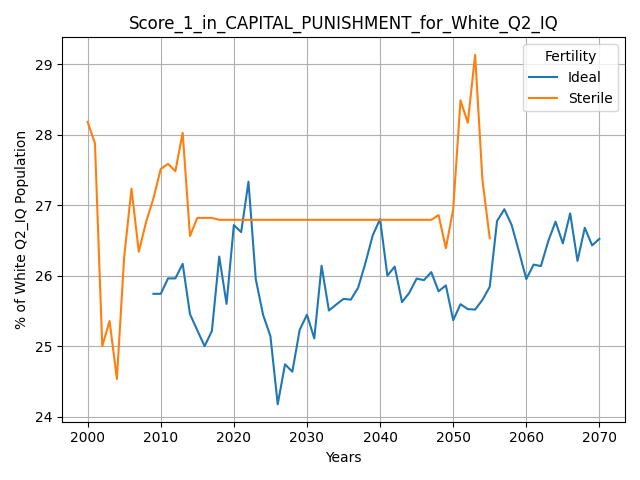 Score_1_in_CAPITAL_PUNISHMENT_for_White_Q2_IQ
Fertility
Ideal
Sterile
% of White Q2_IQ Population
29
28
27
26
25
24
2000
2010
2020
2030
2040
2050
2060
2070
Years